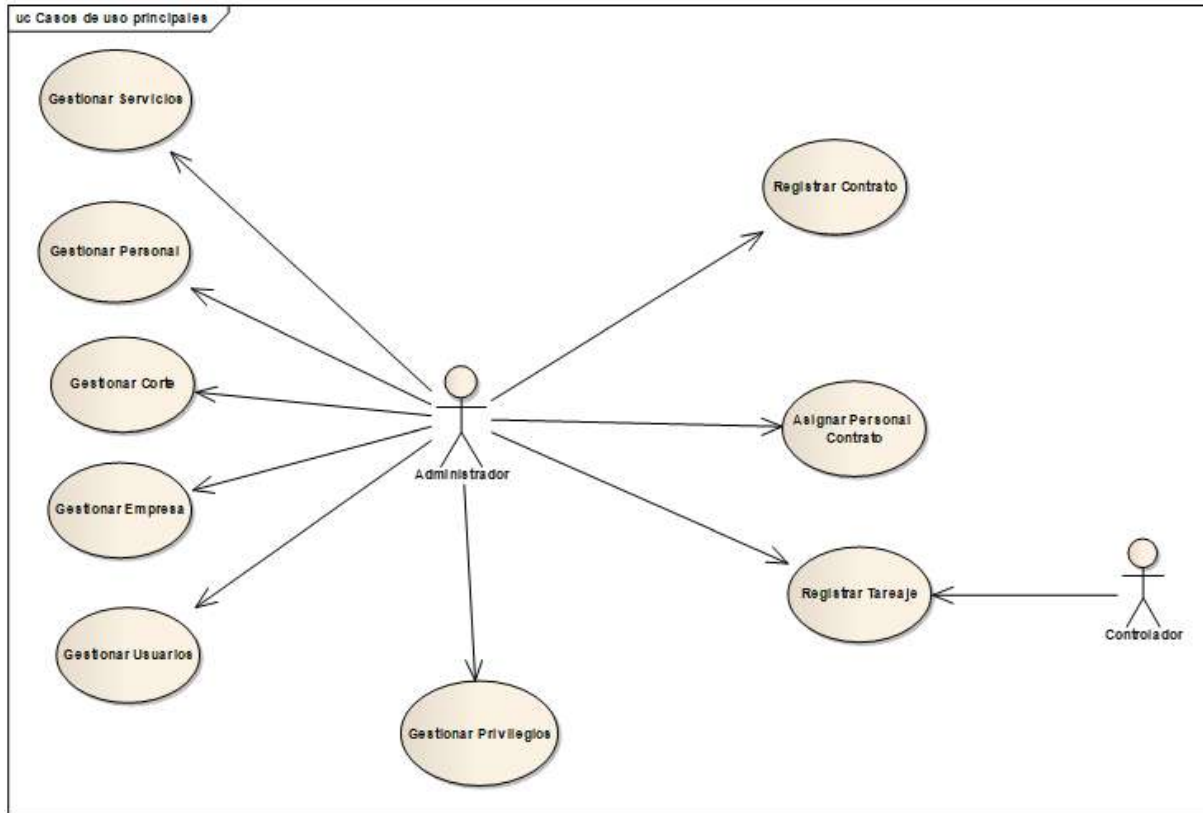 uc Casos de uso principales
Gestionar Servicios
Registrar Contrato
Gestionar Personal
Gestionar Corte
Asignar Personal
Contrato
Administrador
Gestionar Empresa
Registrar Tareaje
Controlador
Gestionar Usuarios
Gestionar Privilegios